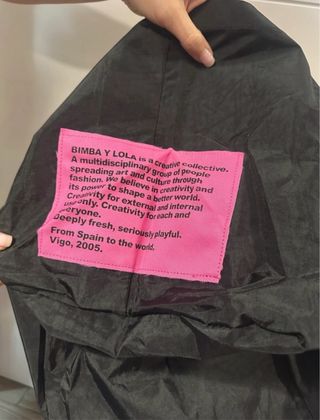 BIMBA Y LOLA is a creative collective.
A multidisciplinary group of people
spreading art and culture through
fashion. We believe in creativity and
its power to shape a better world.
Creativity for external and internal
use only. Creativity for each and
everyone.
Deeply fresh, seriously playful.
From Spain to the world.
Vigo, 2005.